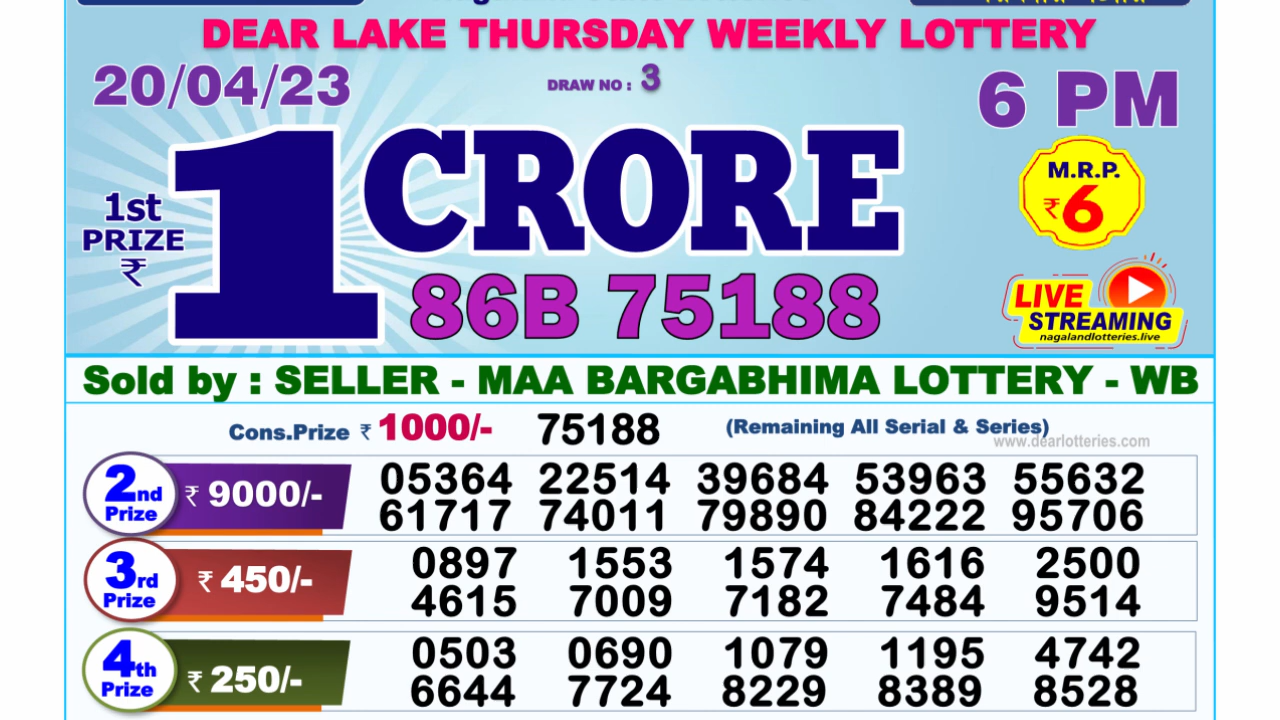 DEAR LAKE THURSDAY WEEKLY LOTTERY
20/04/23
DRAW NO : 3
6 PM
1st
PRIZE
₹
1 CRORE
86B 75188
M.R.P.
₹6
LIVE
STREAMING
nagalandlotteries.live
Sold by : SELLER - MAA BARGABHIMA LOTTERY - WB
Cons.Prize ₹ 1000/- 75188 (Remaining All Serial & Series)
www.dearlotteries.com
2nd Prize ₹ 9000/-
05364 22514 39684 53963 55632
61717 74011 79890 84222 95706
3rd Prize ₹ 450/-
0897 1553 1574 1616 2500
4615 7009 7182 7484 9514
4th Prize ₹ 250/-
0503 0690 1079 1195 4742
6644 7724 8229 8389 8528